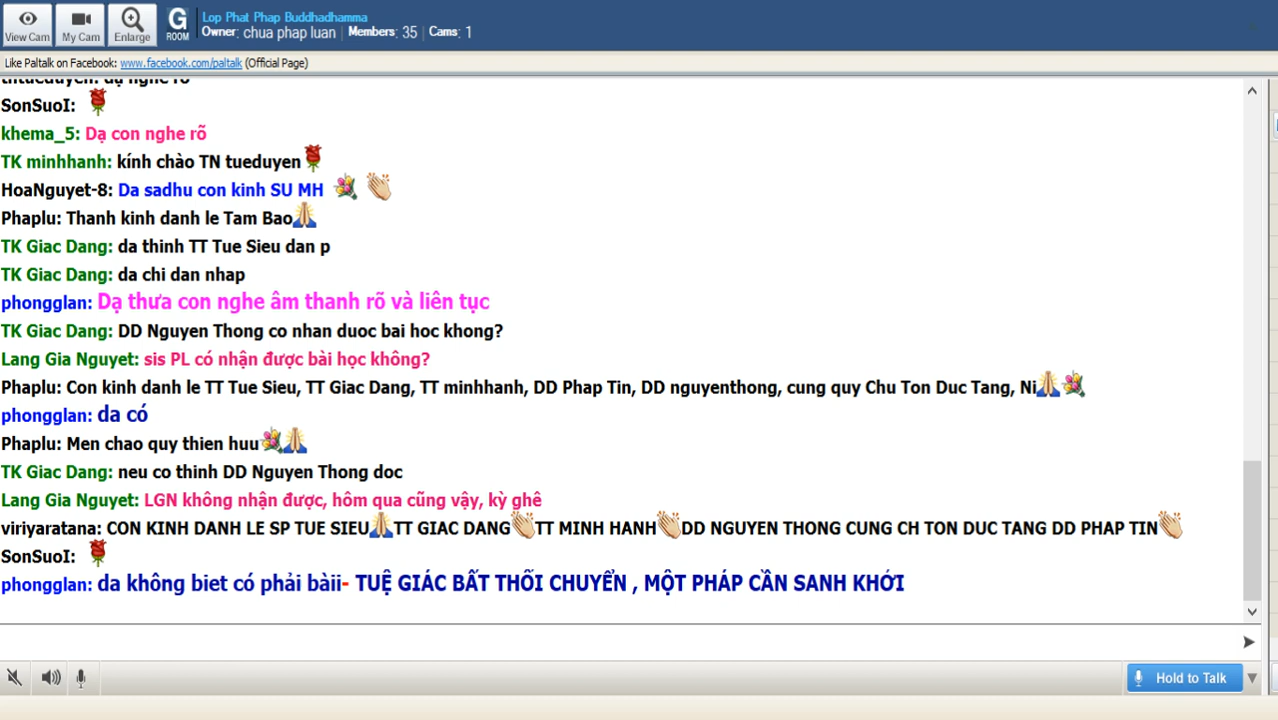 Lop Phat Phap Buddhadhamma
Owner: chua phap luan | Members: 35 | Cams: 1
View Cam
My Cam
Enlarge
G ROOM
Like Paltalk on Facebook: www.facebook.com/paltalk (Official Page)
SonSuoI:
khema_5: Dạ con nghe rõ
TK minhhanh: kính chào TN tueduyen
HoaNguyet-8: Da sadhu con kinh SU MH
Phaplu: Thanh kinh danh le Tam Bao
TK Giac Dang: da thinh TT Tue Sieu dan p
TK Giac Dang: da chi dan nhap
phongglan: Dạ thưa con nghe âm thanh rõ và liên tục
TK Giac Dang: DD Nguyen Thong co nhan duoc bai hoc khong?
Lang Gia Nguyet: sis PL có nhận được bài học không?
Phaplu: Con kinh danh le TT Tue Sieu, TT Giac Dang, TT minhhanh, DD Phap Tin, DD nguyenthong, cung quy Chu Ton Duc Tang, Ni
phongglan: da có
Phaplu: Men chao quy thien huu
TK Giac Dang: neu co thinh DD Nguyen Thong doc
Lang Gia Nguyet: LGN không nhận được, hôm qua cũng vậy, kỳ ghê
viriyaratana: CON KINH DANH LE SP TUE SIEU TT GIAC DANG TT MINH HANH DD NGUYEN THONG CUNG CH TON DUC TANG DD PHAP TIN
SonSuoI:
phongglan: da không biet có phải bàii- TUỆ GIÁC BẤT THỐI CHUYỂN , MỘT PHÁP CẦN SANH KHỞI
Hold to Talk